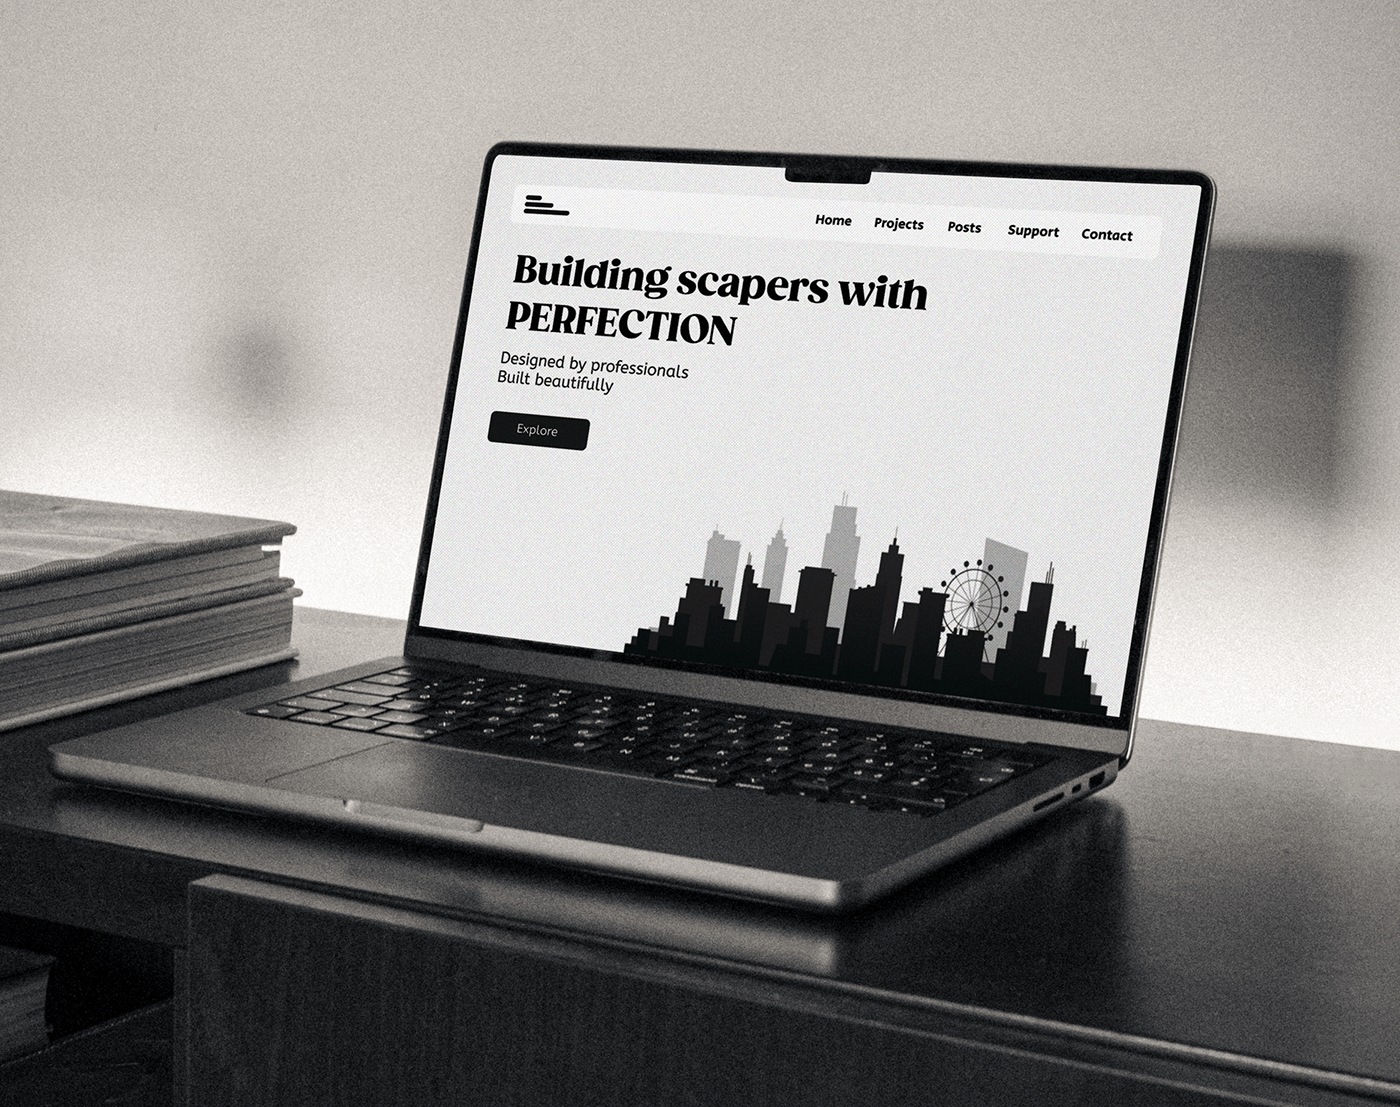 Home Projects Posts Support Contact
Building scapers with
PERFECTION
Designed by professionals
Built beautifully
Explore